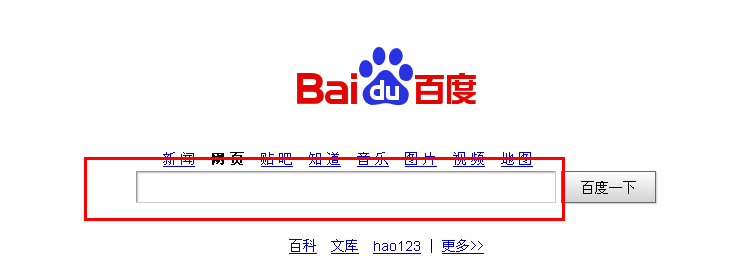 Bai du 百度
新闻 网页 贴吧 知道 音乐 图片 视频 地图
百度一下
百科 文库 hao123 | 更多>>